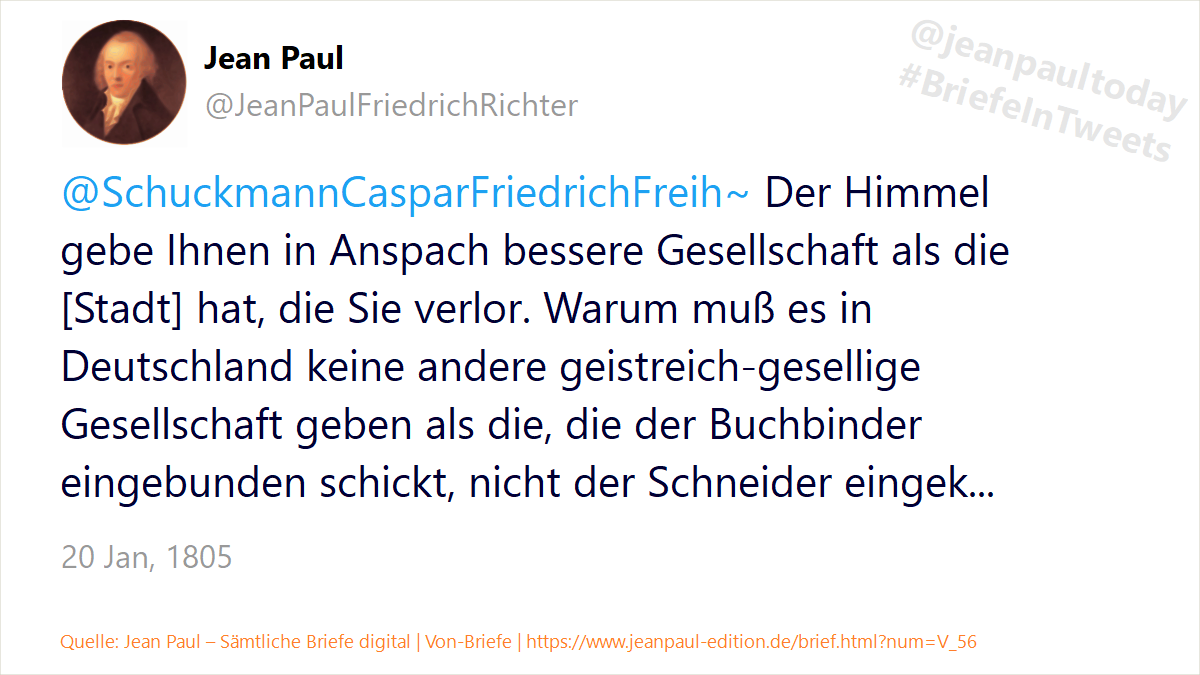 Jean Paul
@JeanPaulFriedrichRichter
@jeanpaultoday
#BriefeInTweets
@SchuckmannCasparFriedrichFreih~ Der Himmel
gebe Ihnen in Anspach bessere Gesellschaft als die
[Stadt] hat, die Sie verlor. Warum muß es in
Deutschland keine andere geistreich-gesellige
Gesellschaft geben als die, die der Buchbinder
eingebunden schickt, nicht der Schneider eingek...
20 Jan, 1805
Quelle: Jean Paul – Sämtliche Briefe digital | Von-Briefe | https://www.jeanpaul-edition.de/brief.html?num=V_56